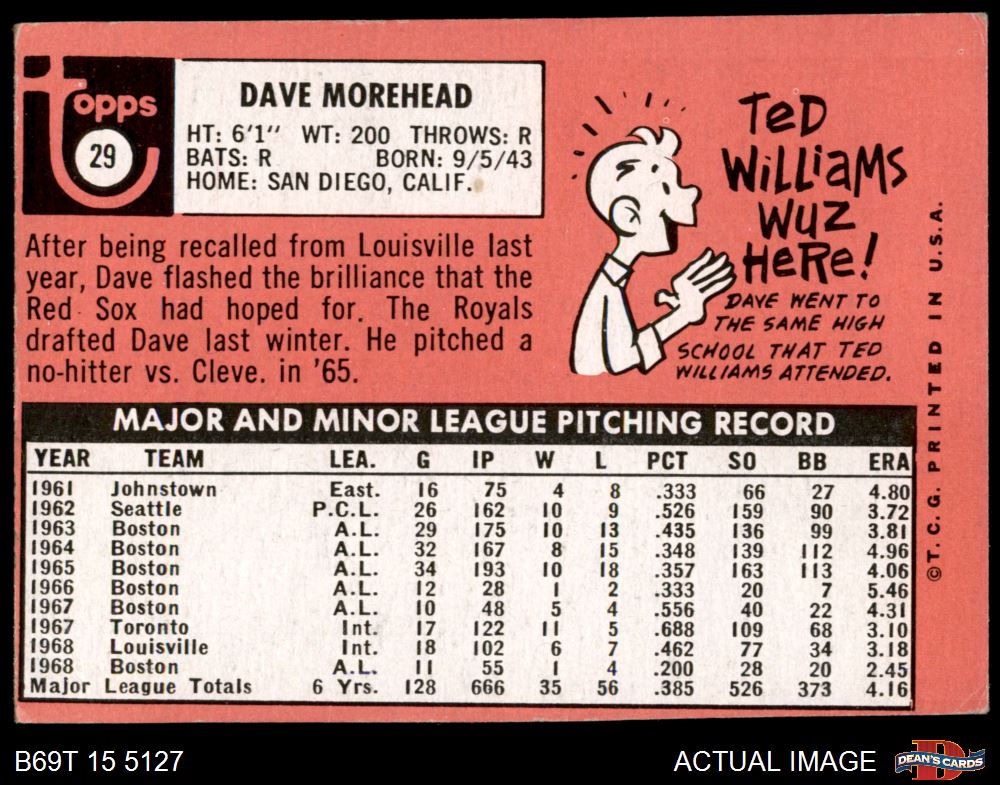 topps
29
DAVE MOREHEAD
HT: 6'1" WT: 200 THROWS: R
BATS: R BORN: 9/5/43
HOME: SAN DIEGO, CALIF.
After being recalled from Louisville last
year, Dave flashed the brilliance that the
Red Sox had hoped for. The Royals
drafted Dave last winter. He pitched a
no-hitter vs. Cleve. in '65.
TeD
WiLLiaMS
WuZ
HeRe!
DAVE WENT TO
THE SAME HIGH
SCHOOL THAT TED
WILLIAMS ATTENDED.
©T.C.G. PRINTED IN U.S.A.
MAJOR AND MINOR LEAGUE PITCHING RECORD
YEAR TEAM LEA. G IP W L PCT SO BB ERA
1961 Johnstown East. 16 75 4 8 .333 66 27 4.80
1962 Seattle P.C.L. 26 162 10 9 .526 159 90 3.72
1963 Boston A.L. 29 175 10 13 .435 136 99 3.81
1964 Boston A.L. 32 167 8 15 .348 139 112 4.96
1965 Boston A.L. 34 193 10 18 .357 163 113 4.06
1966 Boston A.L. 12 28 1 2 .333 20 7 5.46
1967 Boston A.L. 10 48 5 4 .556 40 22 4.31
1967 Toronto Int. 17 122 11 5 .688 109 68 3.10
1968 Louisville Int. 18 102 6 7 .462 77 34 3.18
1968 Boston A.L. 11 55 1 4 .200 28 20 2.45
Major League Totals 6 Yrs. 128 666 35 56 .385 526 373 4.16
B69T 15 5127
ACTUAL IMAGE
D
DEAN'S CARDS